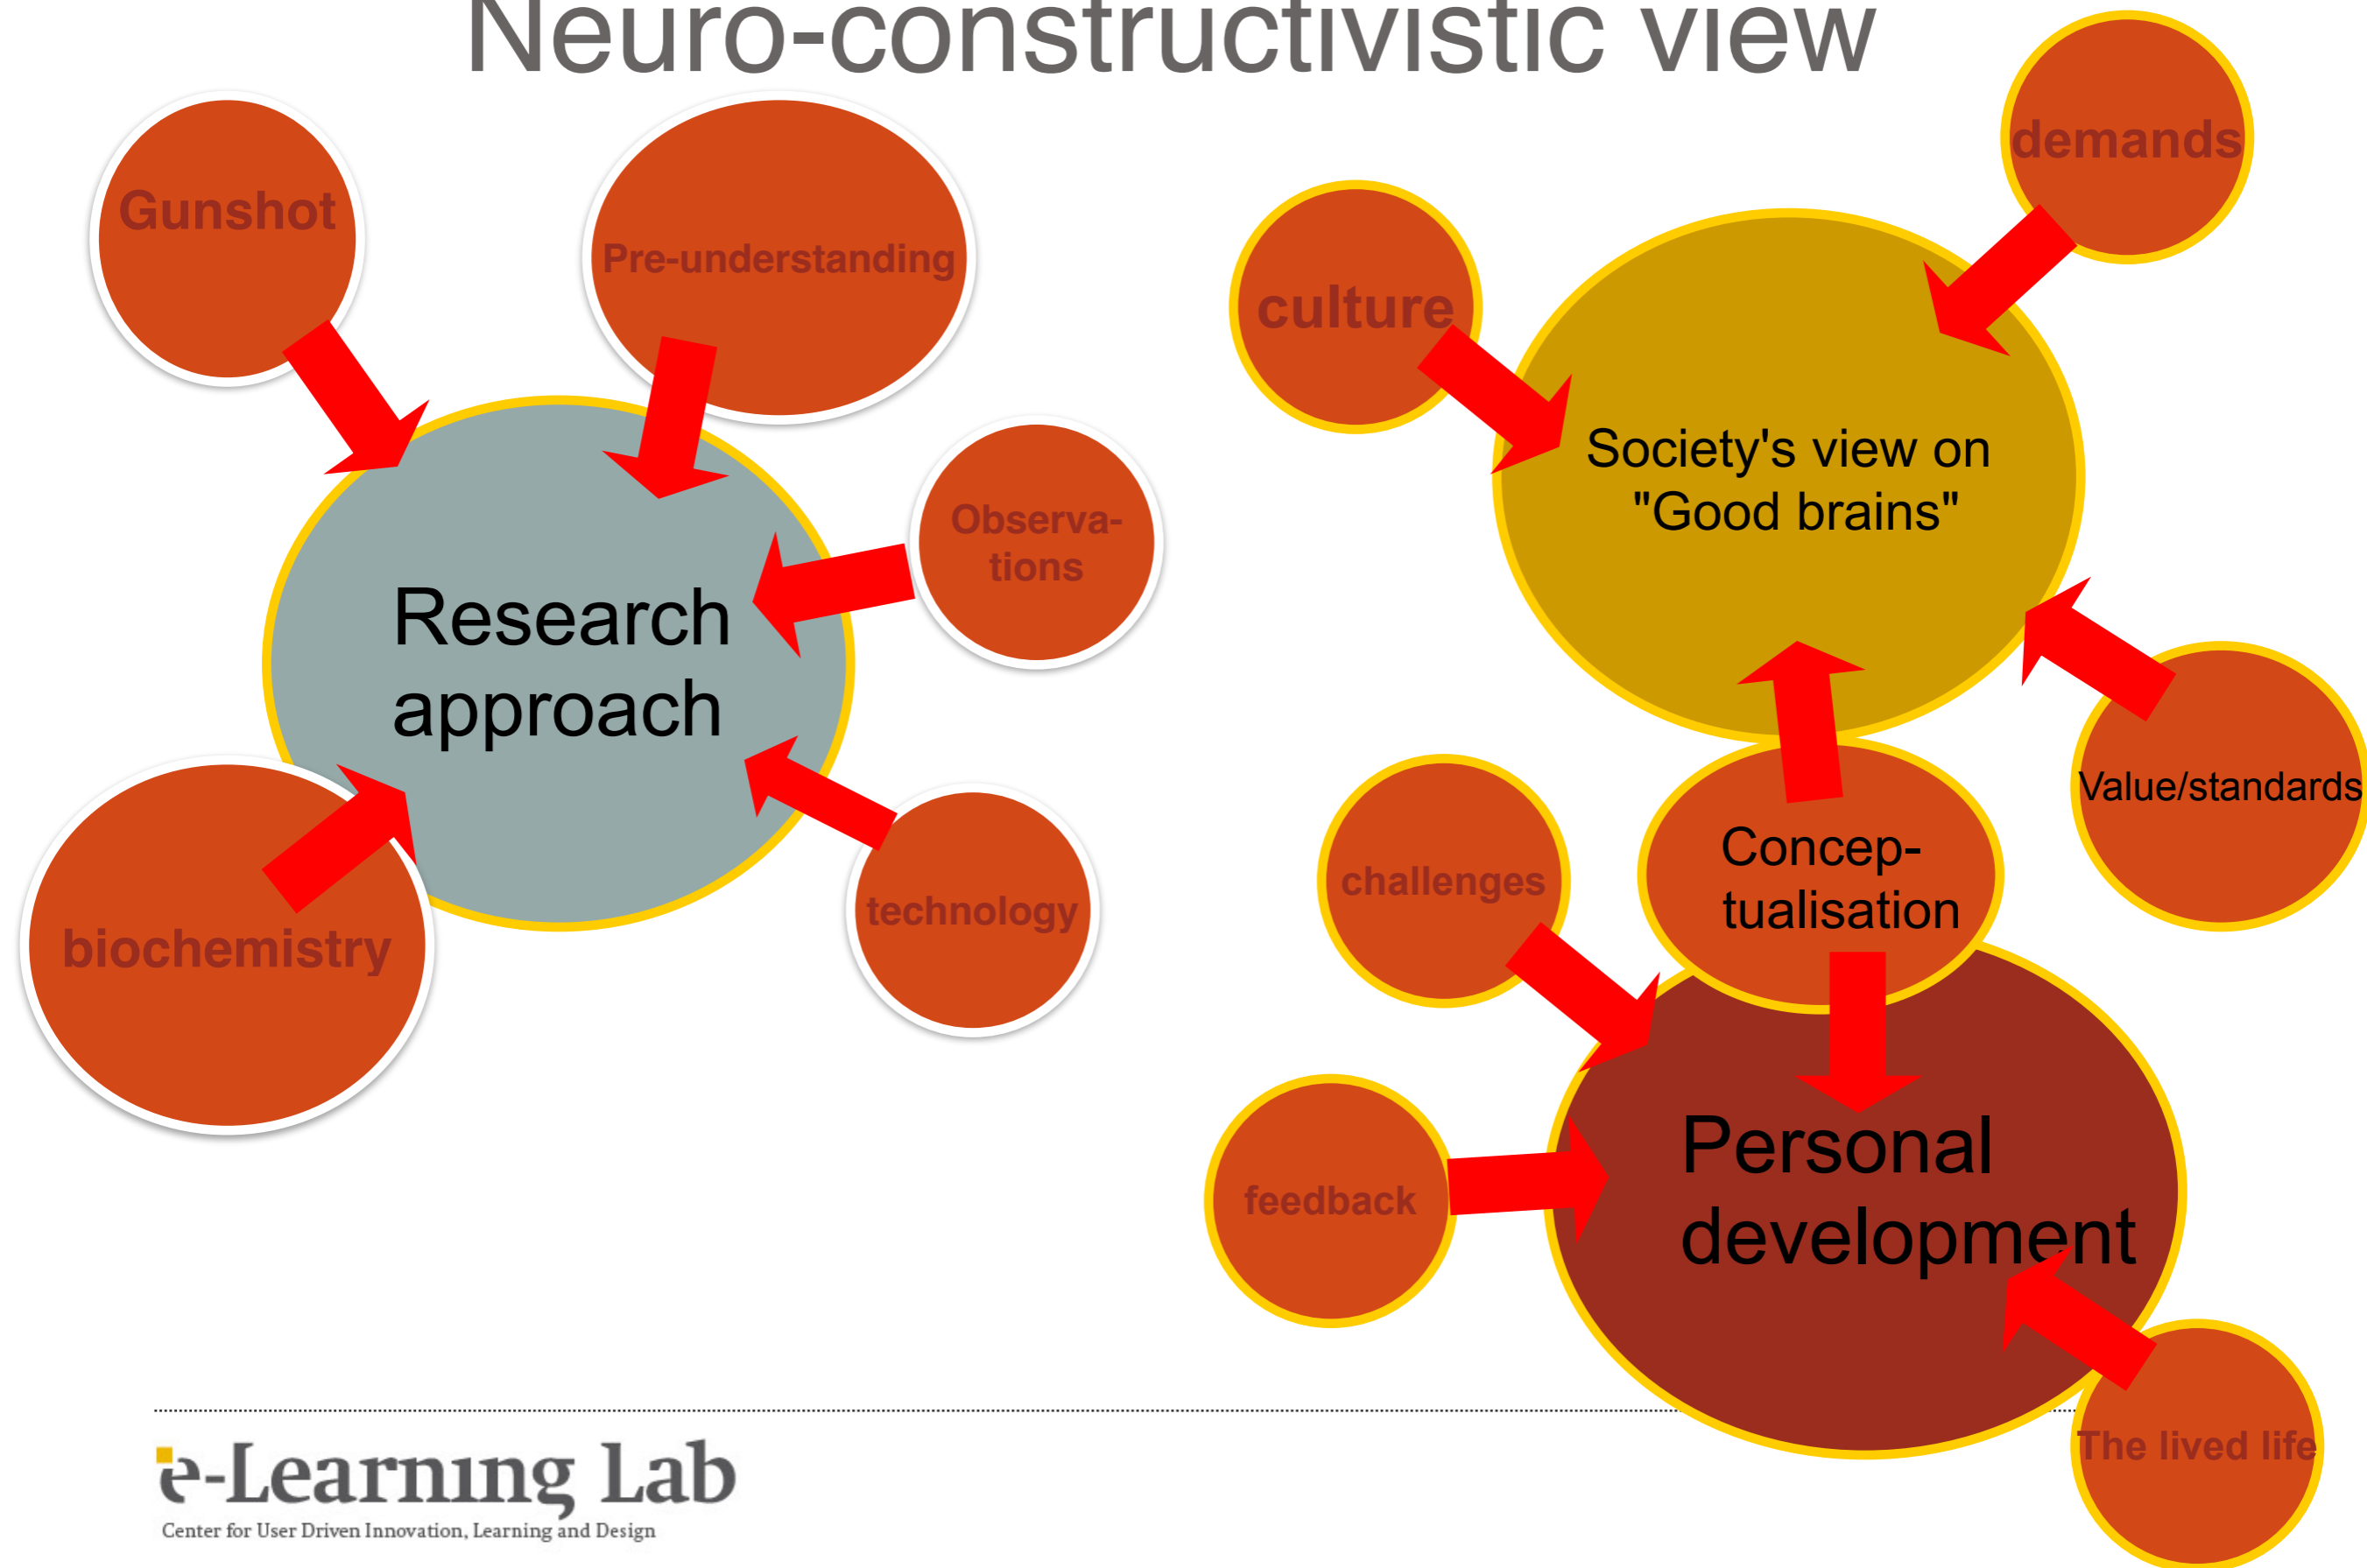 Neuro-constructivistic view
Gunshot
Pre-understanding
Observa-
tions
Research
approach
biochemistry
technology
demands
culture
Society's view on
"Good brains"
Value/standards
Concep-
tualisation
challenges
feedback
Personal
development
The lived life
e-Learning Lab
Center for User Driven Innovation, Learning and Design